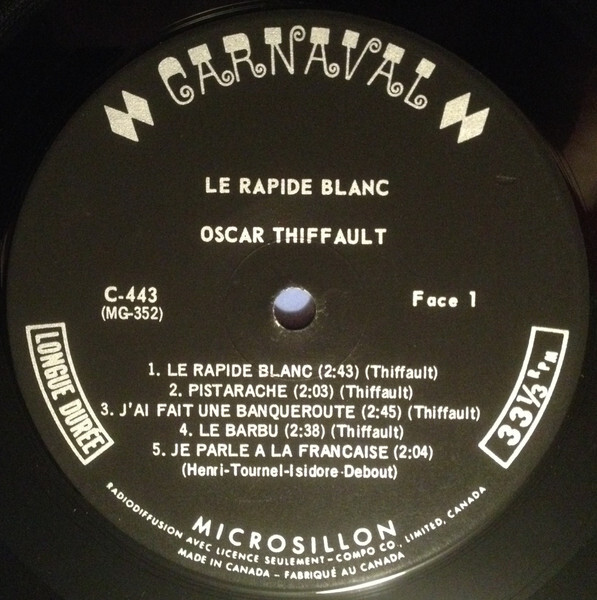 CARNAVAL
LE RAPIDE BLANC
OSCAR THIFFAULT
C-443
(MG-352)
Face 1
LONGUE DURÉE
33⅓ R.P.M
1. LE RAPIDE BLANC (2:43) (Thiffault)
2. PISTARACHE (2:03) (Thiffault)
3. J'AI FAIT UNE BANQUEROUTE (2:45) (Thiffault)
4. LE BARBU (2:38) (Thiffault)
5. JE PARLE A LA FRANCAISE (2:04)
(Henri-Tournel-Isidore-Debout)
MICROSILLON
RADIODIFFUSION AVEC LICENCE SEULEMENT-COMPO CO., LIMITED, CANADA
MADE IN CANADA - FABRIQUÉ AU CANADA